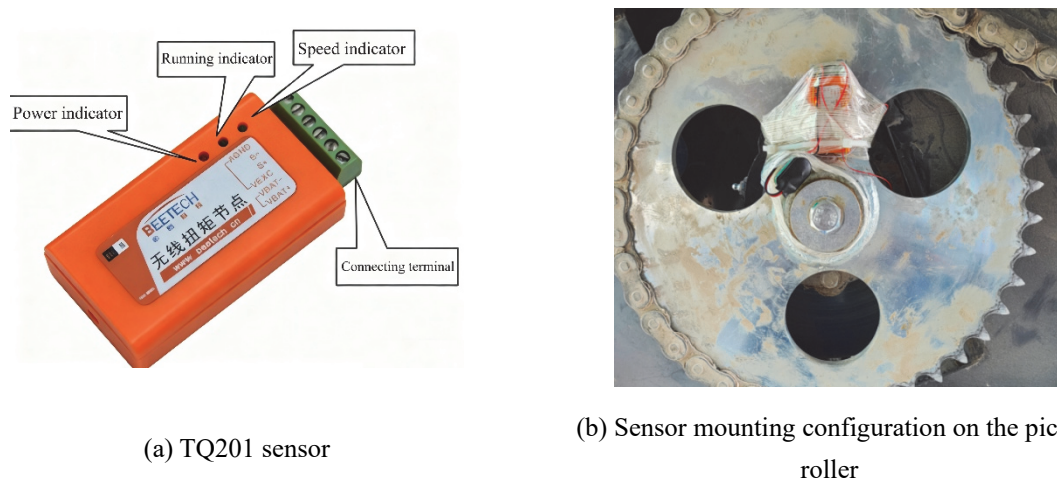 Speed indicator
Running indicator
Power indicator
AGND
S-
S+
VEXC
VBAT-
VBAT+
BEETECH
无线扭矩节点
www.beetech.cn
Connecting terminal
(a) TQ201 sensor
(b) Sensor mounting configuration on the pic
roller